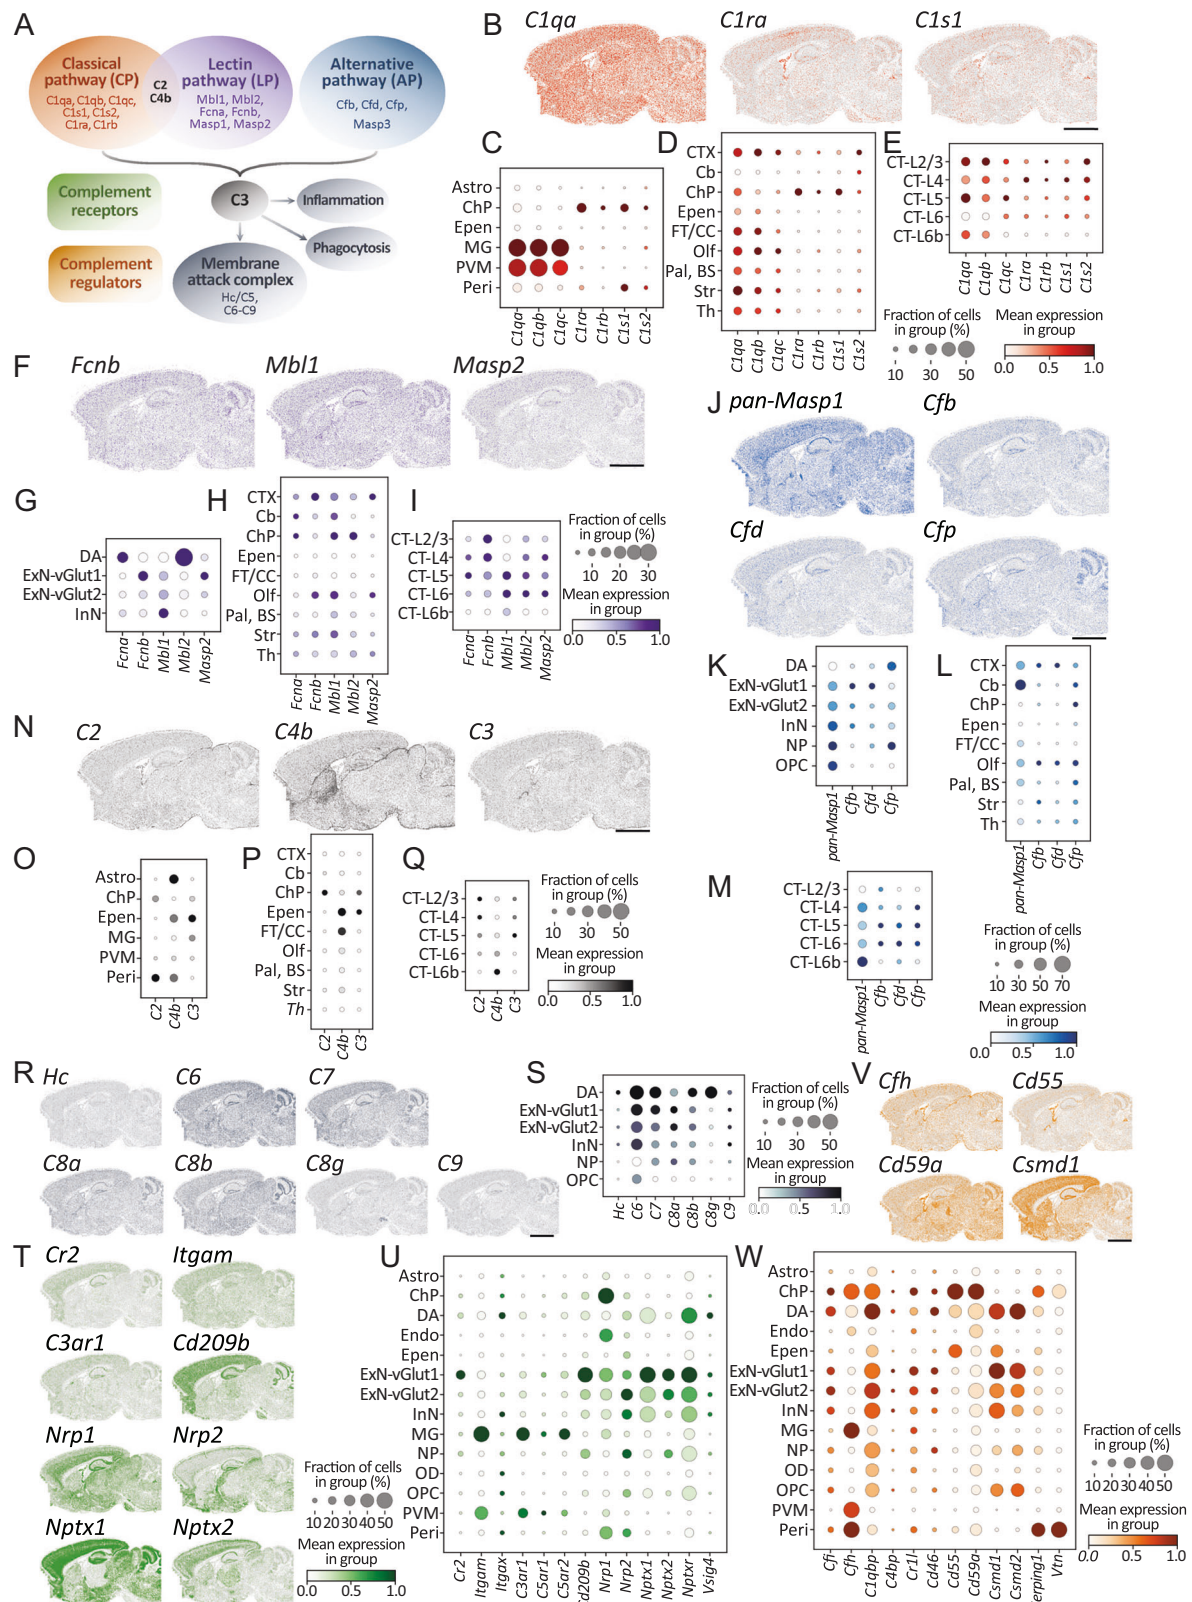 A
Classical
pathway (CP)
C1qa, C1qb, C1qc,
C1s1, C1s2,
C1ra, C1rb
C2
C4b
Lectin
pathway (LP)
Mbl1, Mbl2,
Fcna, Fcnb,
Masp1, Masp2
Alternative
pathway (AP)
Cfb, Cfd, Cfp,
Masp3
Complement
receptors
C3
Inflammation
Phagocytosis
Complement
regulators
Membrane
attack complex
Hc/C5,
C6-C9
B
C1qa
C1ra
C1s1
C
Astro
ChP
Epen
MG
PVM
Peri
C1qa
C1qb
C1qc
C1ra
C1rb
C1s1
C1s2
D
CTX
Cb
ChP
Epen
FT/CC
Olf
Pal, BS
Str
Th
C1qa
C1qb
C1qc
C1ra
C1rb
C1s1
C1s2
E
CT-L2/3
CT-L4
CT-L5
CT-L6
CT-L6b
C1qa
C1qb
C1qc
C1ra
C1rb
C1s1
C1s2
Fraction of cells
in group (%)
10 30 50
Mean expression
in group
0.0 0.5 1.0
F
Fcnb
Mbl1
Masp2
G
DA
ExN-vGlut1
ExN-vGlut2
InN
Fcna
Fcnb
Mbl1
Mbl2
Masp2
H
CTX
Cb
ChP
Epen
FT/CC
Olf
Pal, BS
Str
Th
Fcna
Fcnb
Mbl1
Mbl2
Masp2
I
CT-L2/3
CT-L4
CT-L5
CT-L6
CT-L6b
Fcna
Fcnb
Mbl1
Mbl2
Masp2
Fraction of cells
in group (%)
10 20 30
Mean expression
in group
0.0 0.5 1.0
J
pan-Masp1
Cfb
Cfd
Cfp
K
DA
ExN-vGlut1
ExN-vGlut2
InN
NP
OPC
pan-Masp1
Cfb
Cfd
Cfp
L
CTX
Cb
ChP
Epen
FT/CC
Olf
Pal, BS
Str
Th
pan-Masp1
Cfb
Cfd
Cfp
M
CT-L2/3
CT-L4
CT-L5
CT-L6
CT-L6b
pan-Masp1
Cfb
Cfd
Cfp
Fraction of cells
in group (%)
10 30 50 70
Mean expression
in group
0.0 0.5 1.0
N
C2
C4b
C3
O
Astro
ChP
Epen
MG
PVM
Peri
C2
C4b
C3
P
CTX
Cb
ChP
Epen
FT/CC
Olf
Pal, BS
Str
Th
C2
C4b
C3
Q
CT-L2/3
CT-L4
CT-L5
CT-L6
CT-L6b
C2
C4b
C3
Fraction of cells
in group (%)
10 30 50
Mean expression
in group
0.0 0.5 1.0
R
Hc
C6
C7
C8a
C8b
C8g
C9
S
DA
ExN-vGlut1
ExN-vGlut2
InN
NP
OPC
Hc
C6
C7
C8a
C8b
C8g
C9
Fraction of cells
in group (%)
10 30 50
Mean expression
in group
0.0 0.5 1.0
V
Cfh
Cd55
Cd59a
Csmd1
T
Cr2
Itgam
C3ar1
Cd209b
Nrp1
Nrp2
Nptx1
Nptx2
Fraction of cells
in group (%)
10 20 30 40 50
Mean expression
in group
0.0 0.5 1.0
U
Astro
ChP
DA
Endo
Epen
ExN-vGlut1
ExN-vGlut2
InN
MG
NP
OD
OPC
PVM
Peri
Cr2
Itgam
Itgax
C3ar1
C5ar1
C5ar2
Cd209b
Nrp1
Nrp2
Nptx1
Nptx2
Nptxr
Vsig4
W
Astro
ChP
DA
Endo
Epen
ExN-vGlut1
ExN-vGlut2
InN
MG
NP
OD
OPC
PVM
Peri
Cfi
Cfh
C1qbp
C4bp
Cr1l
Cd46
Cd55
Cd59a
Csmd1
Csmd2
erping1
Vtn
Fraction of cells
in group (%)
10 20 30 40 50
Mean expression
in group
0.0 0.5 1.0